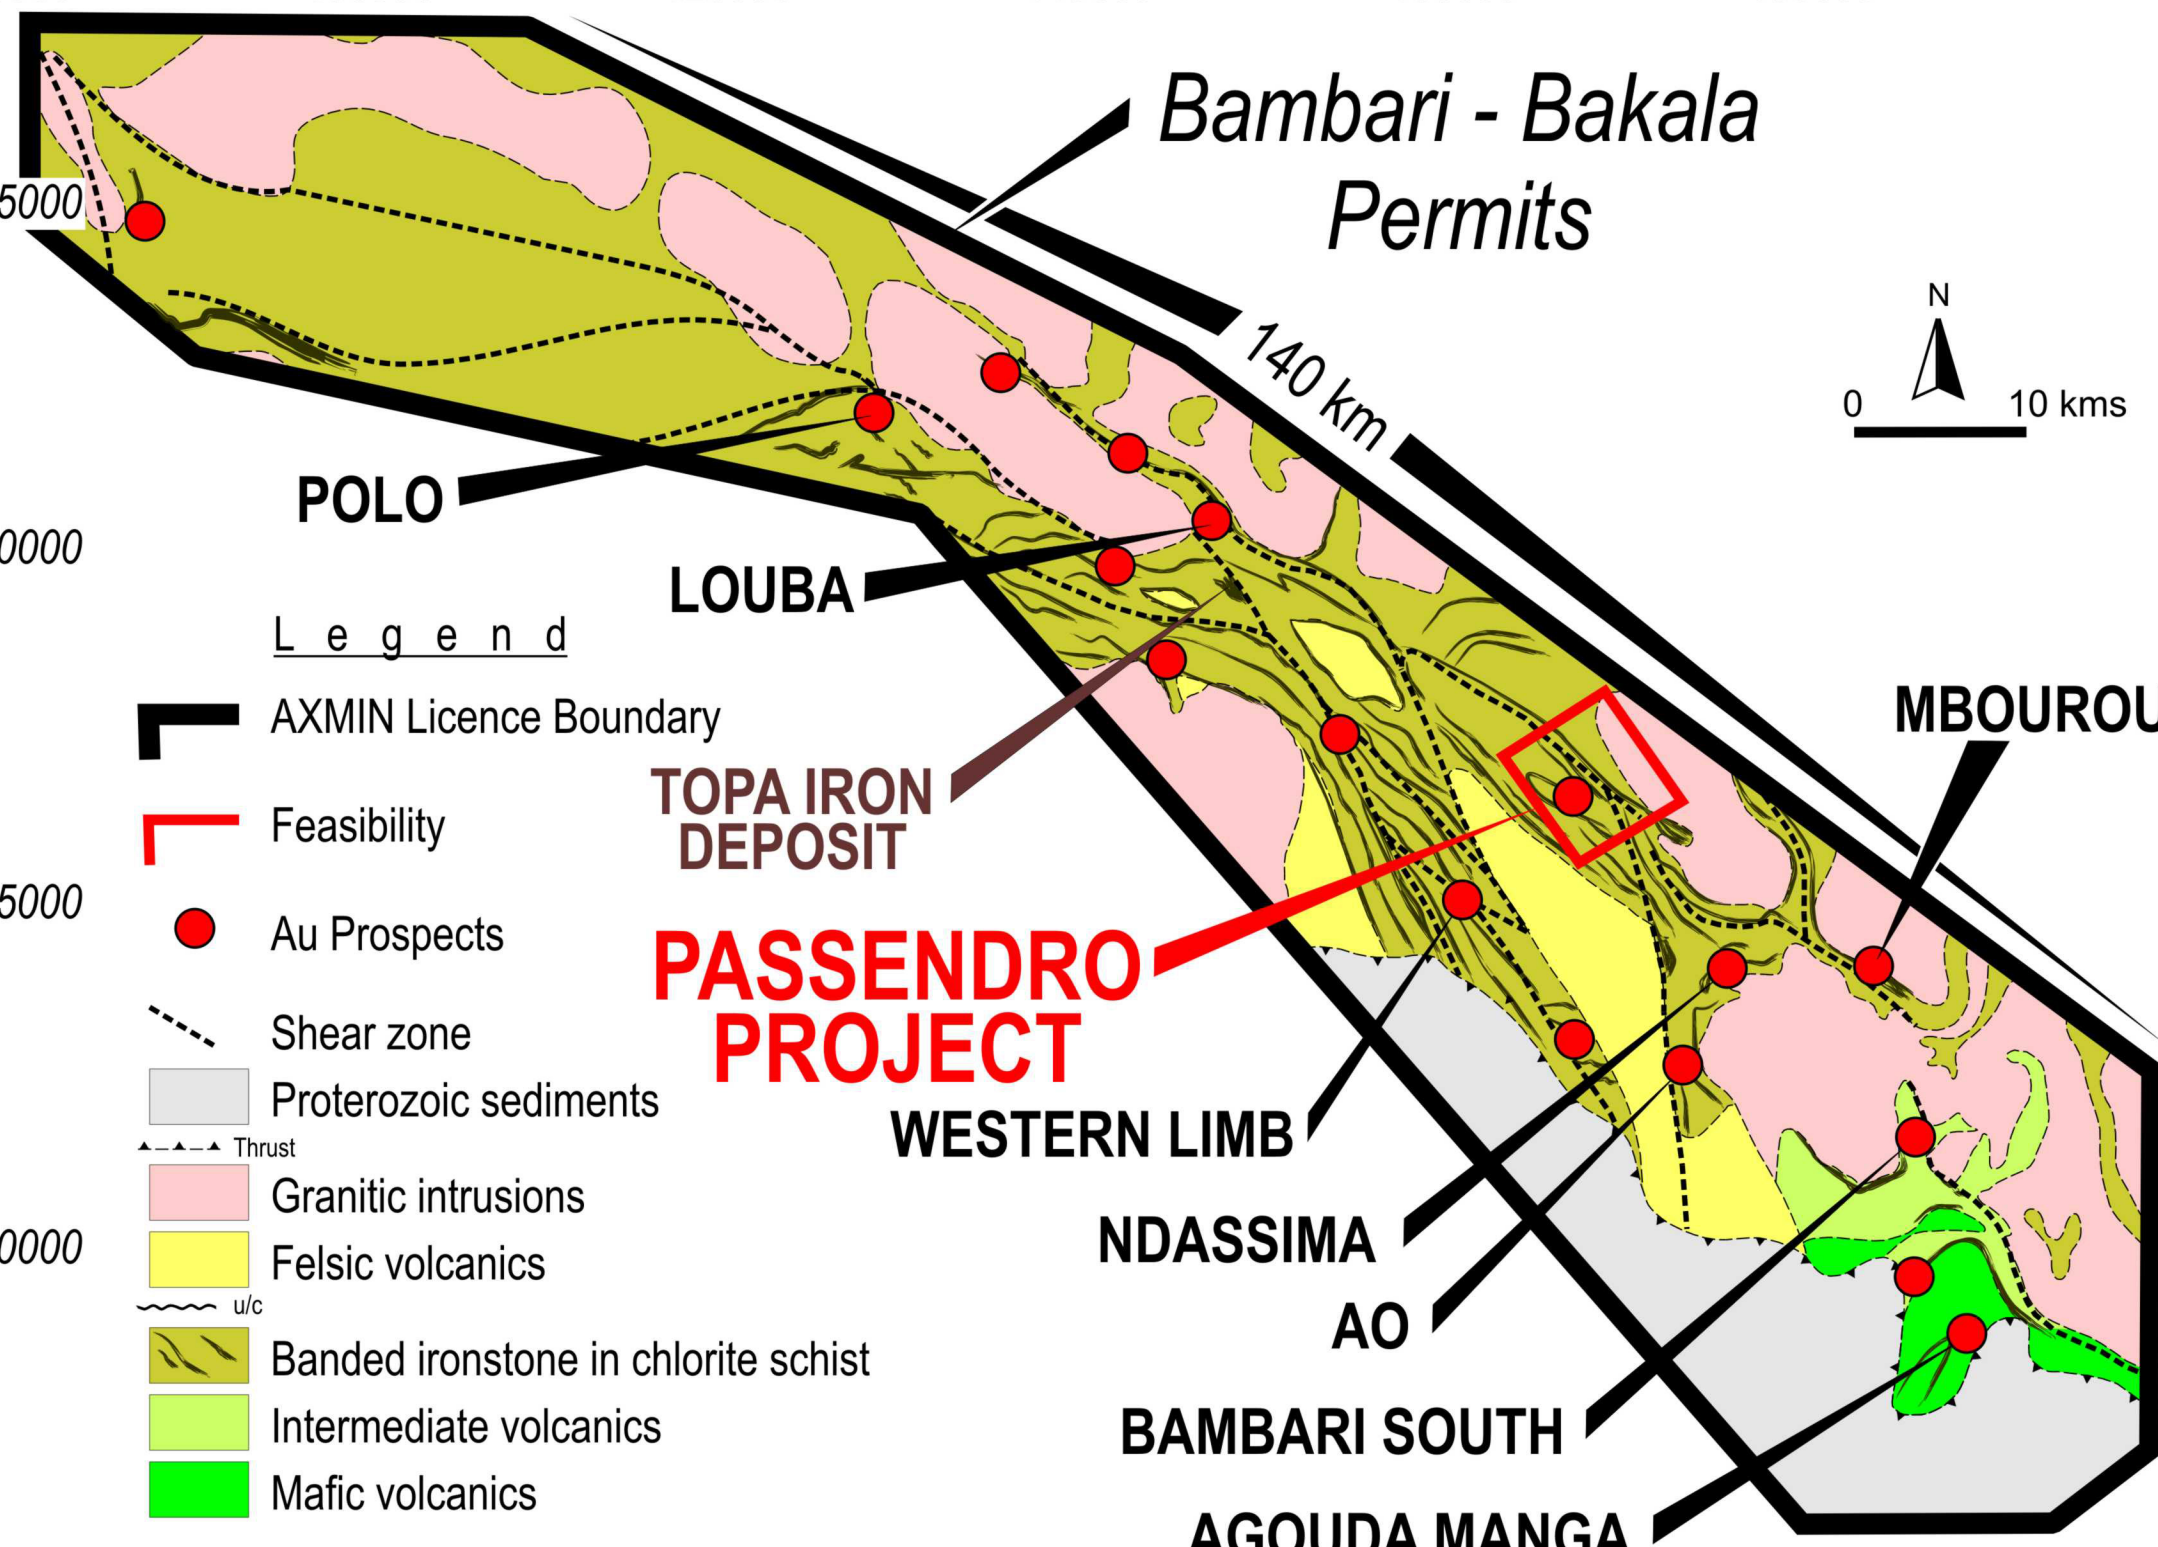 Bambari - Bakala
Permits
5000
N
0 10 kms
140 km
POLO
0000
LOUBA
Legend
MBOUROU
AXMIN Licence Boundary
TOPA IRON
DEPOSIT
Feasibility
5000
Au Prospects
PASSENDRO
PROJECT
Shear zone
Proterozoic sediments
WESTERN LIMB
Thrust
Granitic intrusions
NDASSIMA
0000
Felsic volcanics
u/c
AO
Banded ironstone in chlorite schist
Intermediate volcanics
BAMBARI SOUTH
Mafic volcanics
AGOUDA MANGA